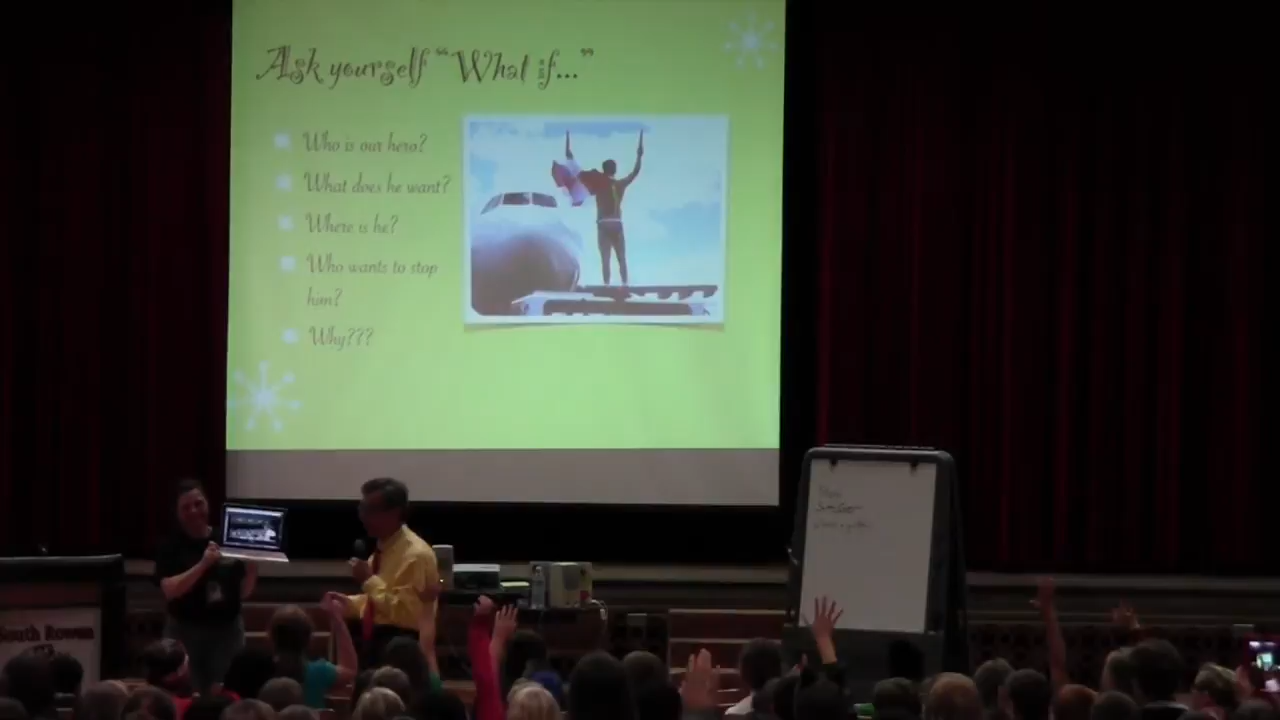 Ask yourself “What if...”
Who is our hero?
What does he want?
Where is he?
Who wants to stop
him?
Why???
South Rowan